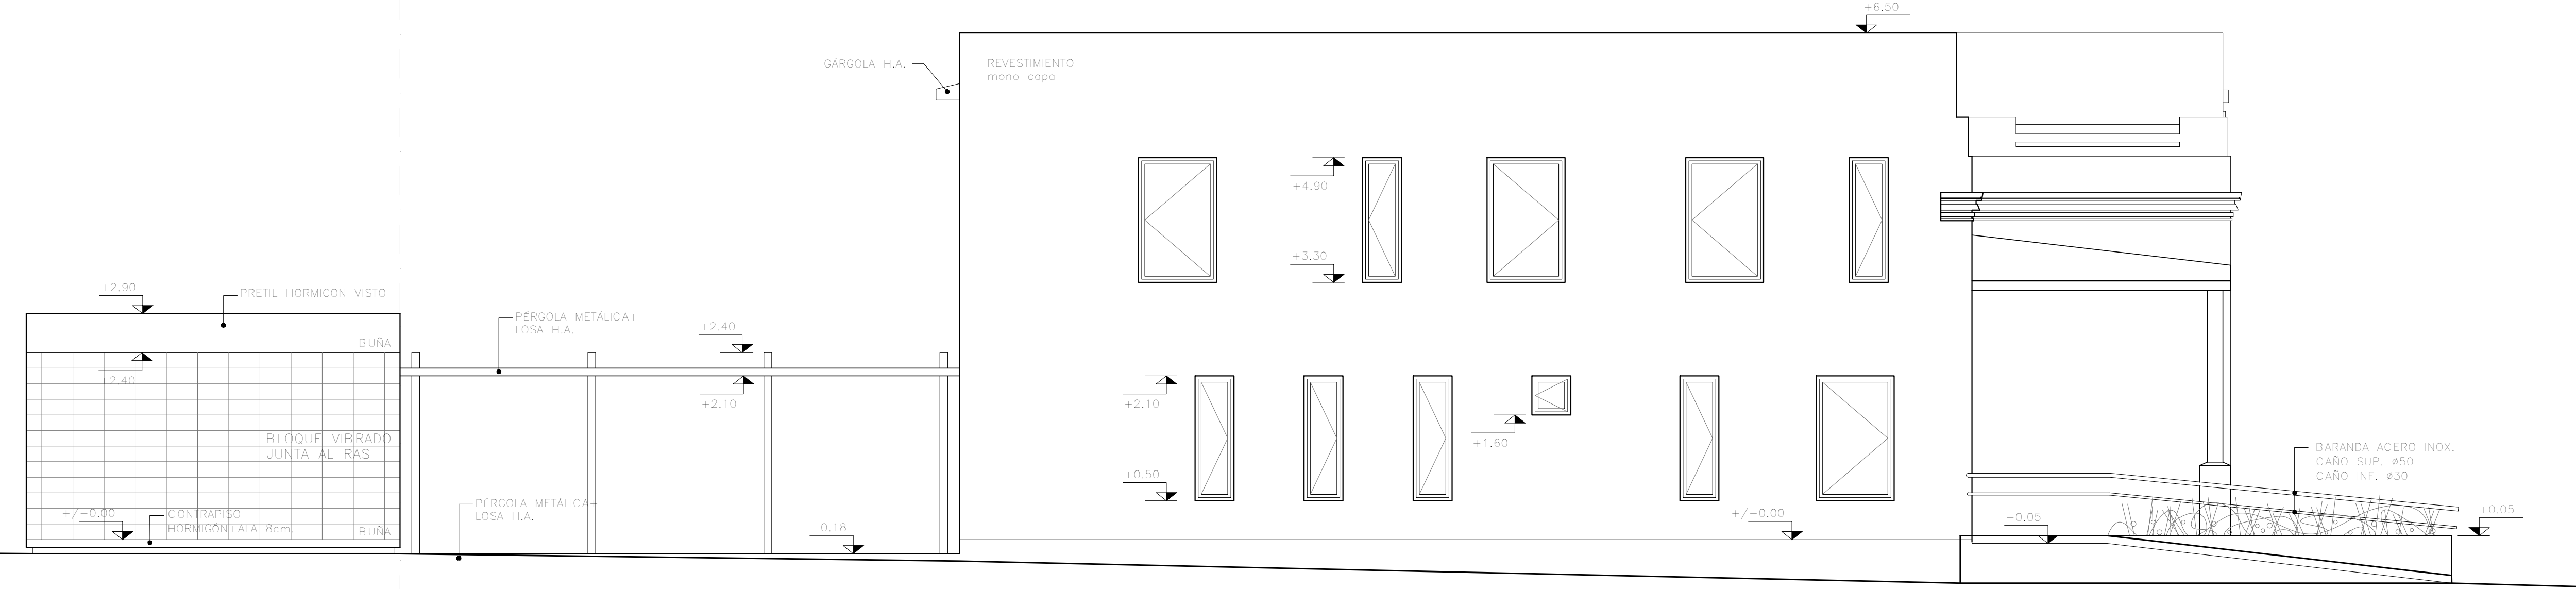 +6.50
GÁRGOLA H.A.
REVESTIMIENTO
mono capa
+4.90
+3.30
+2.90
PRETIL HORMIGON VISTO
BUÑA
+2.40
PÉRGOLA METÁLICA+
LOSA H.A.
+2.40
+2.10
+2.10
+1.60
BLOQUE VIBRADO
JUNTA AL RAS
+0.50
BARANDA ACERO INOX.
CAÑO SUP. ø50
CAÑO INF. ø30
+/-0.00
CONTRAPISO
HORMIGON+ALA 8cm.
BUÑA
PÉRGOLA METÁLICA+
LOSA H.A.
-0.18
+/-0.00
-0.05
+0.05